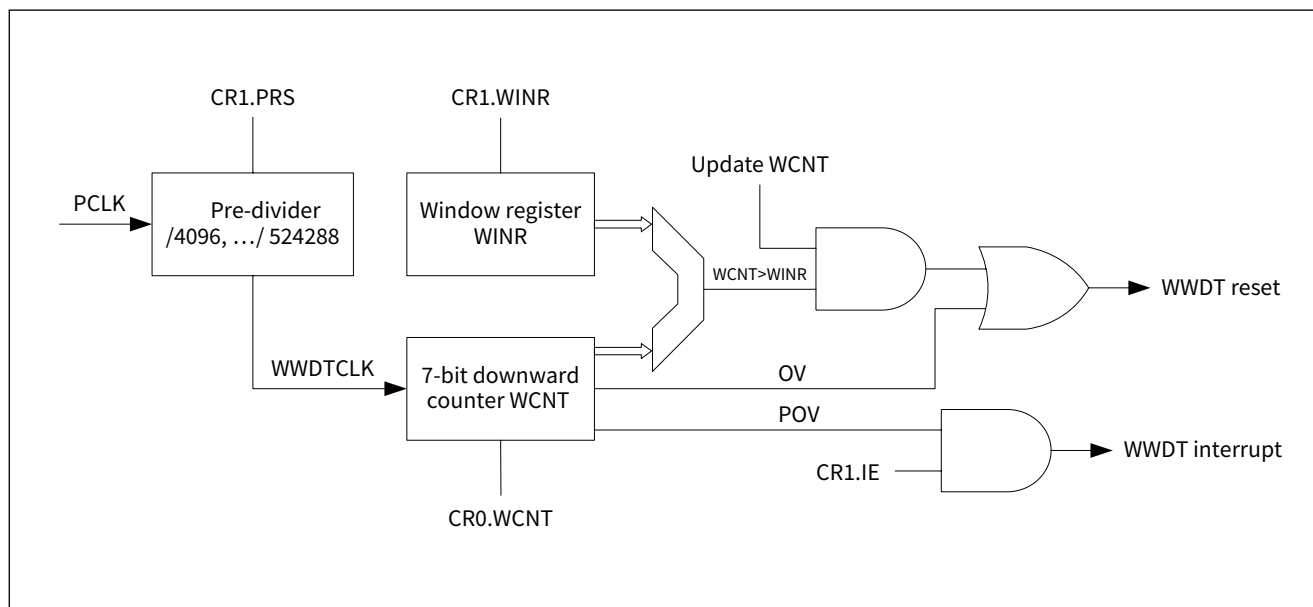 CR1.PRS
CR1.WINR
Update WCNT
PCLK
Pre-divider
/4096, …/ 524288
Window register
WINR
WCNT>WINR
WWDT reset
WWDTCLK
7-bit downward
counter WCNT
OV
POV
CR1.IE
WWDT interrupt
CR0.WCNT